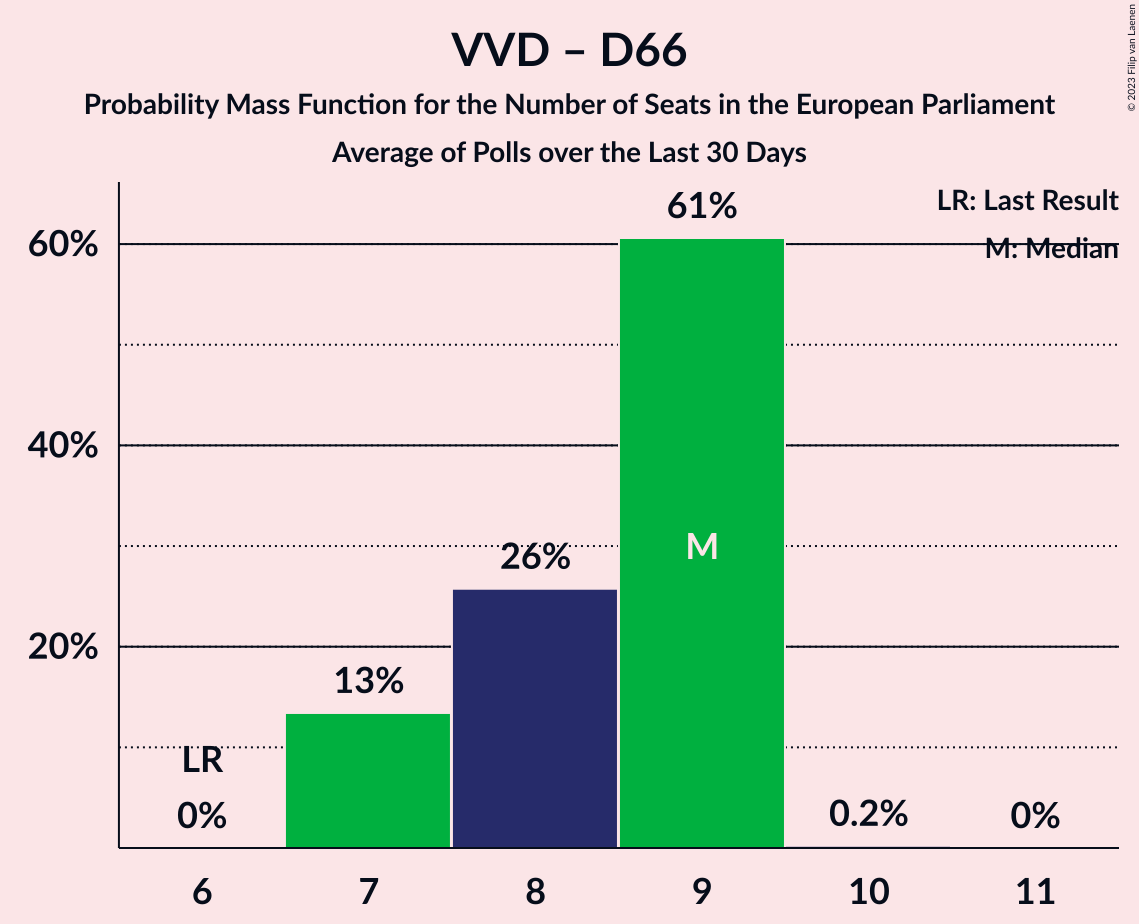 VVD – D66
Probability Mass Function for the Number of Seats in the European Parliament
Average of Polls over the Last 30 Days
© 2023 Filip van Laenen
LR: Last Result
M: Median
60%
40%
20%
LR
0%
13%
26%
61%
M
0.2%
0%
6 7 8 9 10 11